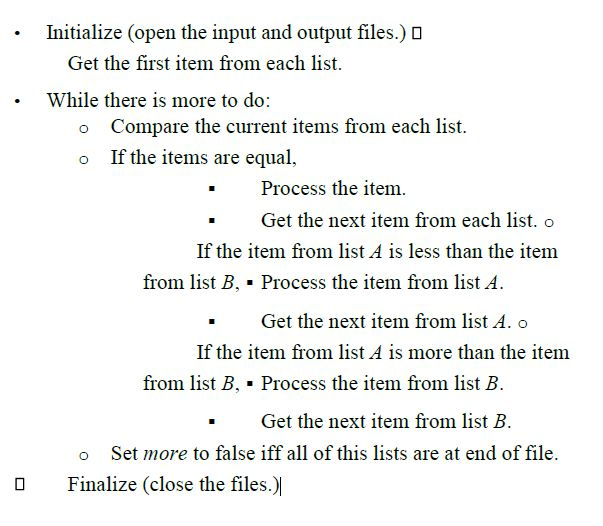 • Initialize (open the input and output files.) □
Get the first item from each list.
• While there is more to do:
o Compare the current items from each list.
o If the items are equal,
▪ Process the item.
▪ Get the next item from each list. o
If the item from list A is less than the item
from list B, ▪ Process the item from list A.
▪ Get the next item from list A. o
If the item from list A is more than the item
from list B, ▪ Process the item from list B.
▪ Get the next item from list B.
o Set more to false iff all of this lists are at end of file.
□ Finalize (close the files.)